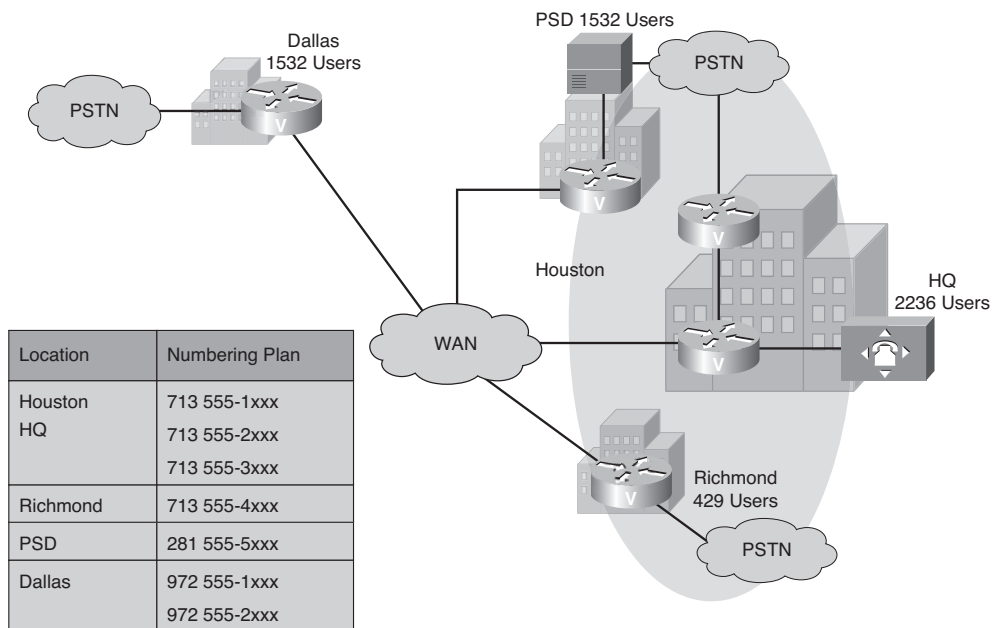 PSD 1532 Users
Dallas
1532 Users
PSTN
PSTN
V
V
V
Houston
HQ
2236 Users
WAN
V
Richmond
429 Users
V
PSTN
Location Numbering Plan
Houston 713 555-1xxx
HQ 713 555-2xxx
713 555-3xxx
Richmond 713 555-4xxx
PSD 281 555-5xxx
Dallas 972 555-1xxx
972 555-2xxx